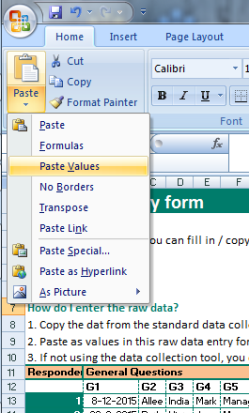 Home Insert Page Layout
Paste
Cut
Copy
Format Painter
Calibri
B I U
Font
Paste
Formulas
Paste Values
No Borders
Transpose
Paste Link
Paste Special...
Paste as Hyperlink
As Picture
fx
C D E F
y form
ou can fill in / copy
7 How do I enter the raw data?
8 1. Copy the dat from the standard data colle
9 2. Paste as values in this raw data entry for
10 3. If not using the data collection tool, you
11 Responde General Questions
12 G1 G2 G3 G4 G5
13 1 8-12-2015 Allee India Mark Mana